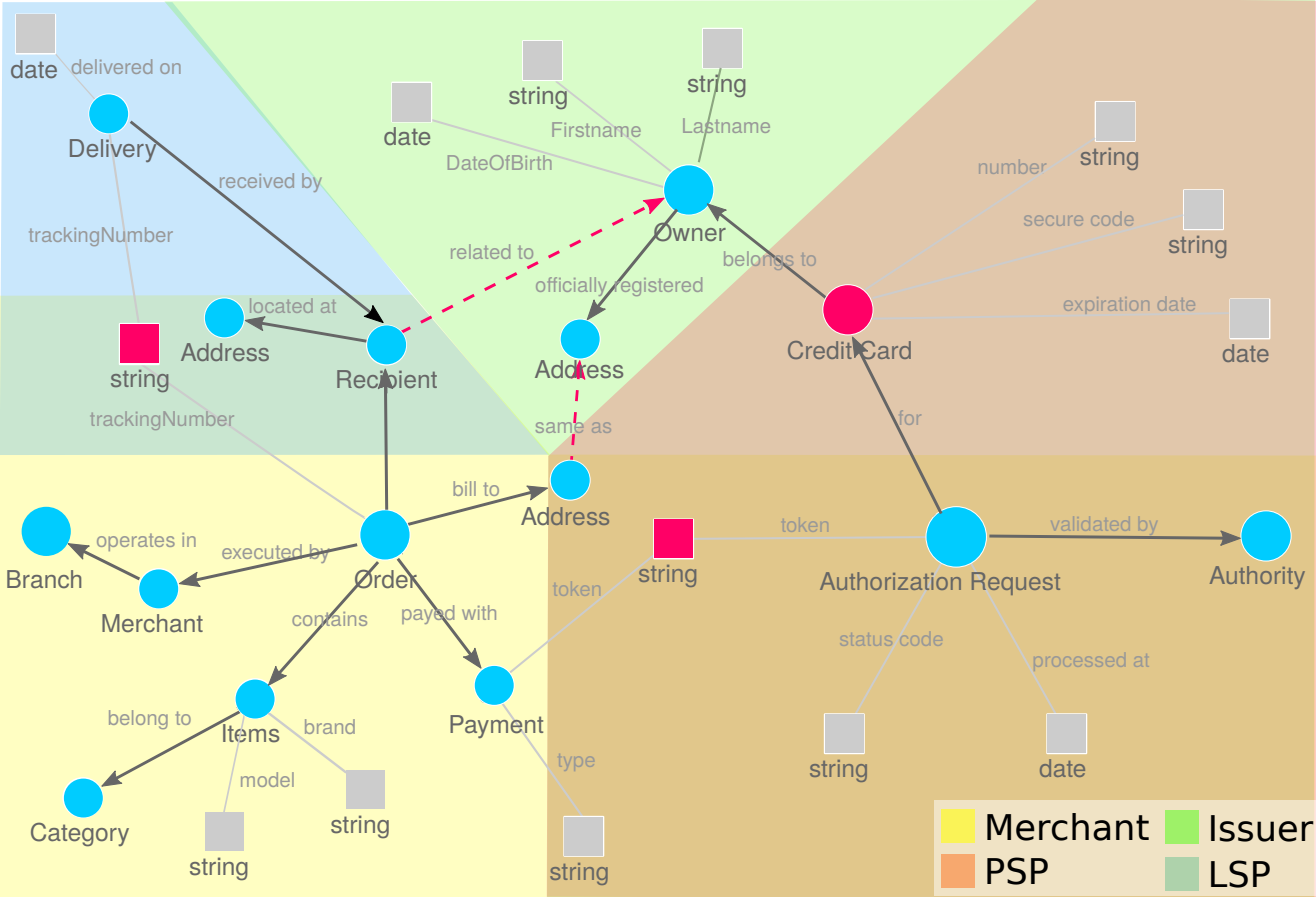 date
delivered on
Delivery
received by
trackingNumber
string
string
date
Firstname
Lastname
DateOfBirth
Owner
related to
officially registered
belongs to
number
string
secure code
string
expiration date
date
located at
Address
Recipient
string
trackingNumber
Address
same as
Credit Card
for
bill to
Address
Branch
operates in
Merchant
executed by
Order
contains
payed with
token
string
token
Authorization Request
validated by
Authority
status code
processed at
string
date
belong to
Items
brand
model
Category
string
string
Payment
type
string
Merchant
Issuer
PSP
LSP